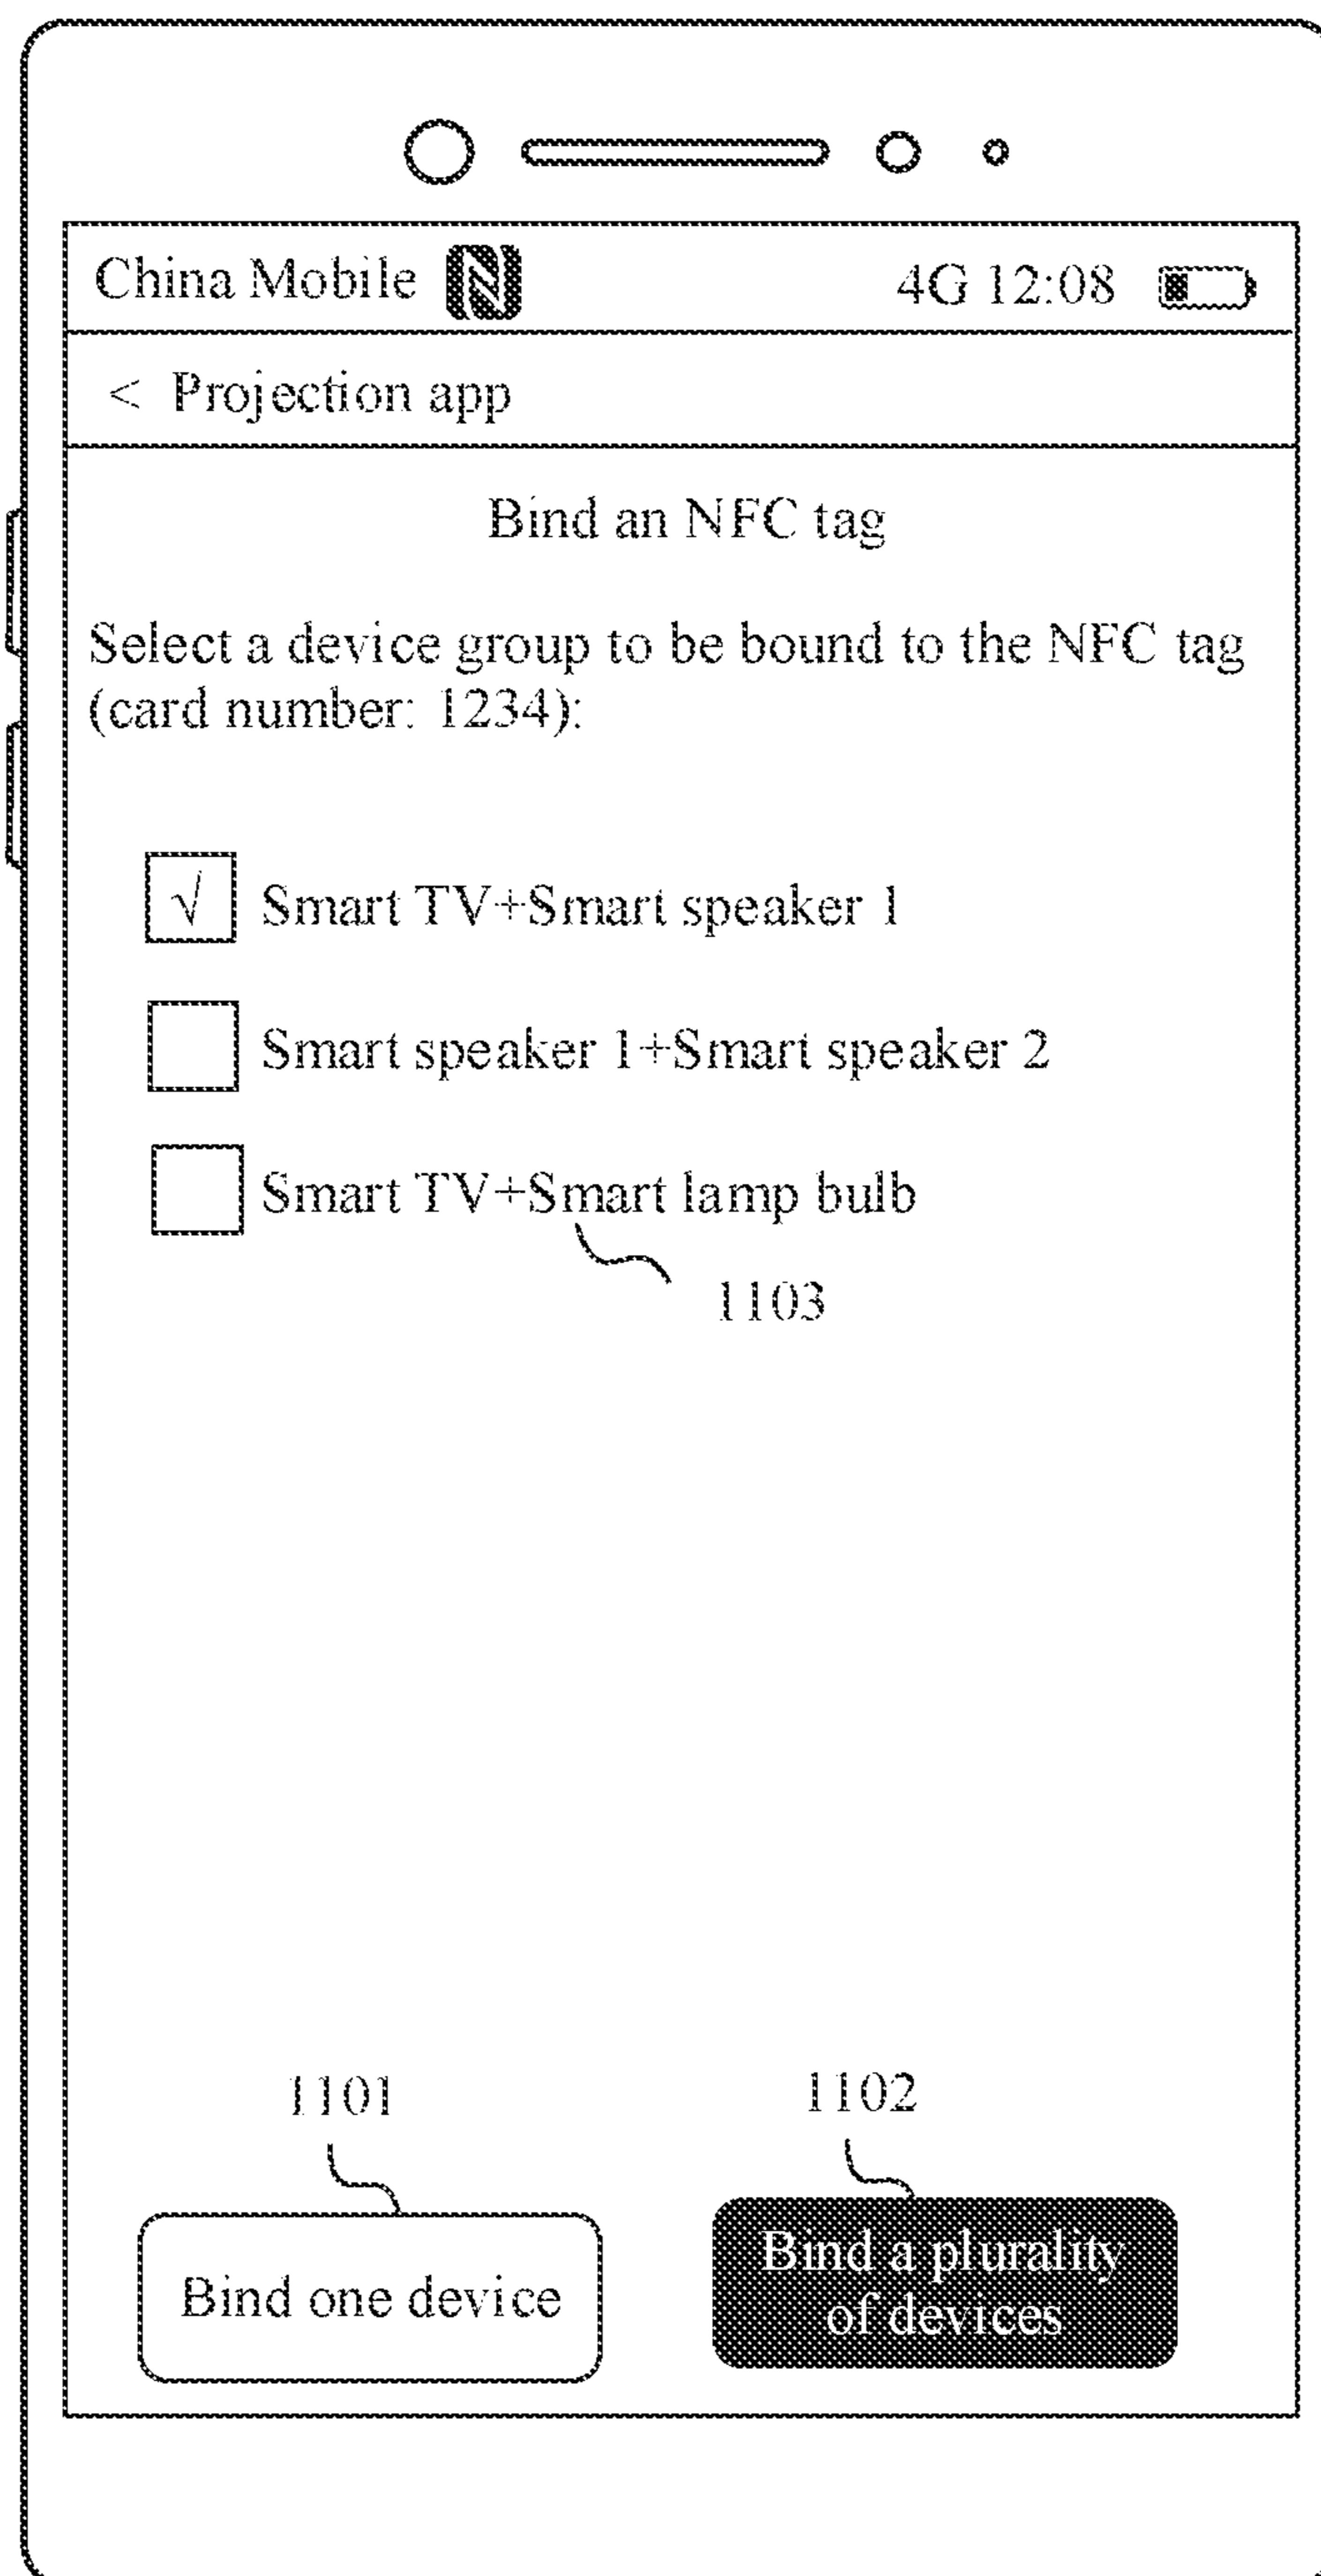 China Mobile N 4G 12:08
< Projection app
Bind an NFC tag
Select a device group to be bound to the NFC tag
(card number: 1234):
√ Smart TV+Smart speaker 1
Smart speaker 1+Smart speaker 2
Smart TV+Smart lamp bulb
1103
1101 1102
Bind one device
Bind a plurality
of devices